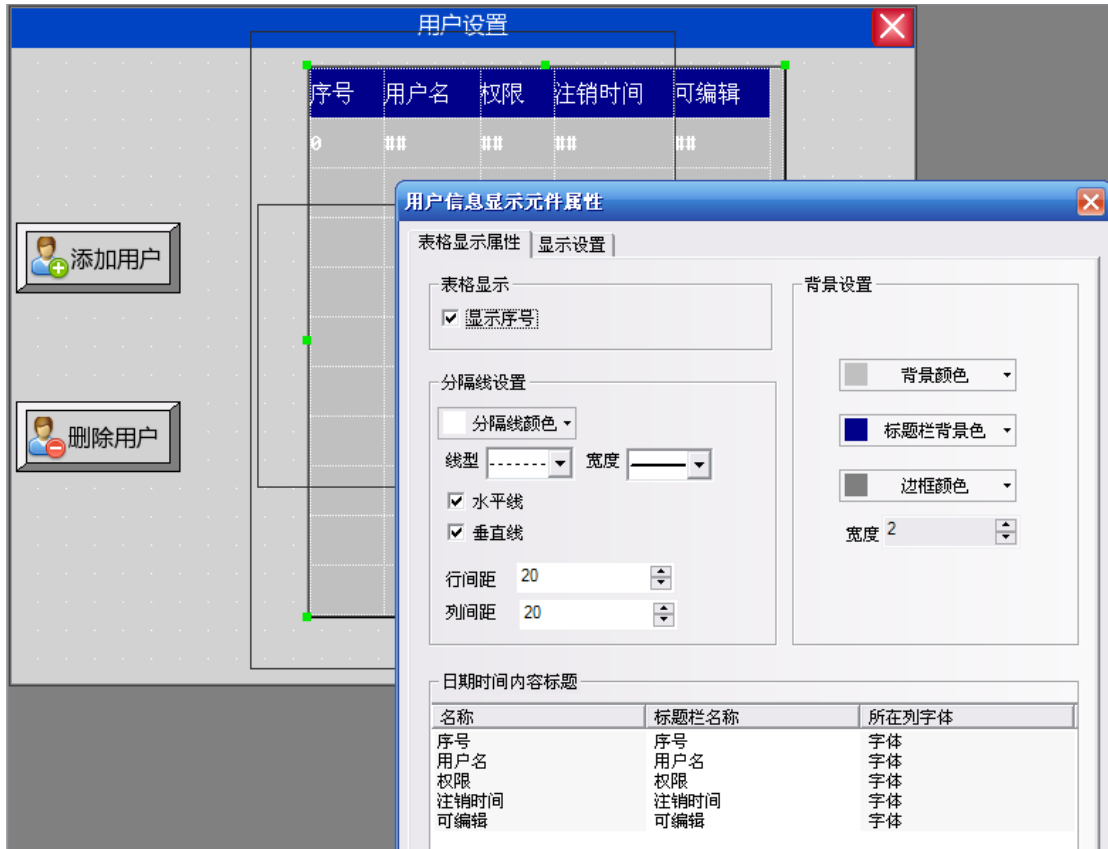 用户设置
序号 用户名 权限 注销时间 可编辑
0 ## ## ## ##
添加用户
删除用户
用户信息显示元件属性
表格显示属性 显示设置
表格显示
显示序号
分隔线设置
分隔线颜色
线型 宽度
水平线
垂直线
行间距 20
列间距 20
背景设置
背景颜色
标题栏背景色
边框颜色
宽度 2
日期时间内容标题
名称 标题栏名称 所在列字体
序号 序号 字体
用户名 用户名 字体
权限 权限 字体
注销时间 注销时间 字体
可编辑 可编辑 字体